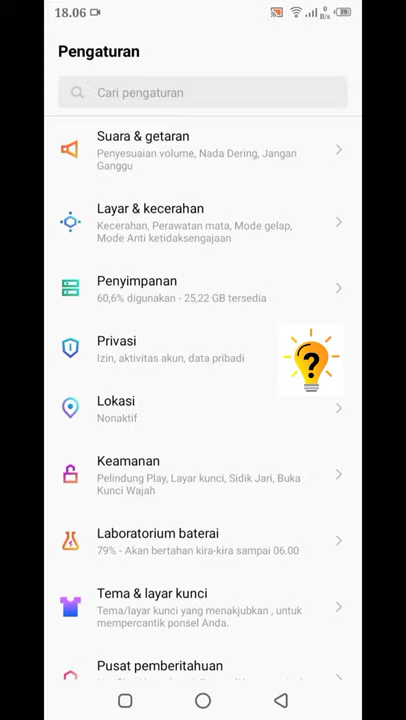 18.06
0
B/s
79
Pengaturan
Cari pengaturan
Suara & getaran
Penyesuaian volume, Nada Dering, Jangan
Ganggu
Layar & kecerahan
Kecerahan, Perawatan mata, Mode gelap,
Mode Anti ketidaksengajaan
Penyimpanan
60,6% digunakan - 25,22 GB tersedia
Privasi
Izin, aktivitas akun, data pribadi
?
Lokasi
Nonaktif
Keamanan
Pelindung Play, Layar kunci, Sidik Jari, Buka
Kunci Wajah
Laboratorium baterai
79% - Akan bertahan kira-kira sampai 06.00
Tema & layar kunci
Tema/layar kunci yang menakjubkan , untuk
mempercantik ponsel Anda.
Pusat pemberitahuan